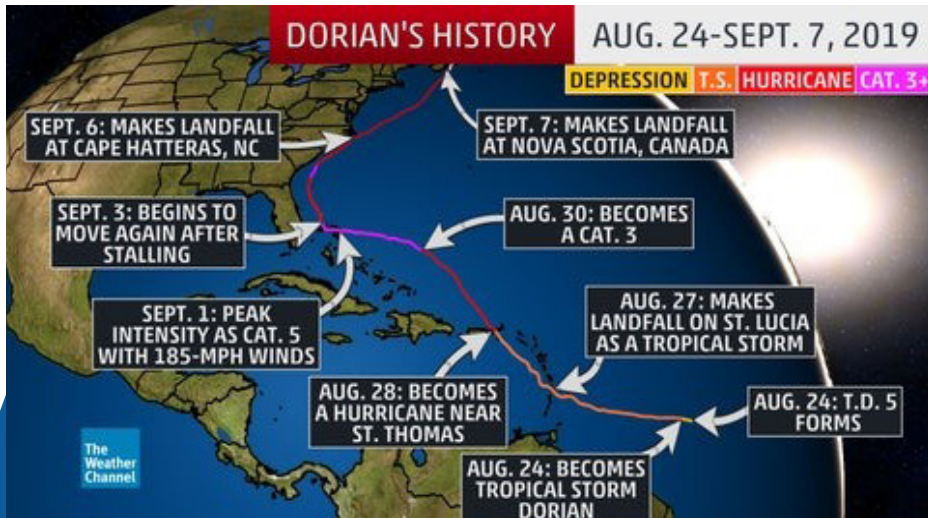 DORIAN'S HISTORY
AUG. 24-SEPT. 7, 2019
DEPRESSION T.S. HURRICANE CAT. 3+
SEPT. 6: MAKES LANDFALL
AT CAPE HATTERAS, NC
SEPT. 7: MAKES LANDFALL
AT NOVA SCOTIA, CANADA
SEPT. 3: BEGINS TO
MOVE AGAIN AFTER
STALLING
AUG. 30: BECOMES
A CAT. 3
SEPT. 1: PEAK
INTENSITY AS CAT. 5
WITH 185-MPH WINDS
AUG. 27: MAKES
LANDFALL ON ST. LUCIA
AS A TROPICAL STORM
AUG. 28: BECOMES
A HURRICANE NEAR
ST. THOMAS
AUG. 24: T.D. 5
FORMS
AUG. 24: BECOMES
TROPICAL STORM
DORIAN
The
Weather
Channel